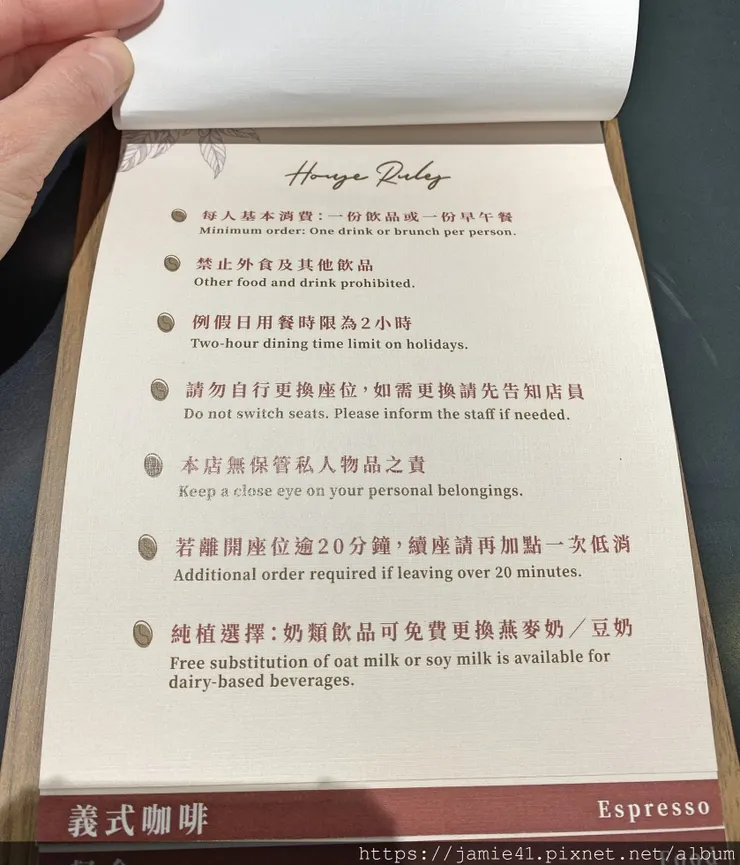 House Rules
每人基本消費：一份飲品或一份早午餐
Minimum order: One drink or brunch per person.
禁止外食及其他飲品
Other food and drink prohibited.
例假日用餐時限為2小時
Two-hour dining time limit on holidays.
請勿自行更換座位，如需更換請先告知店員
Do not switch seats. Please inform the staff if needed.
本店無保管私人物品之責
Keep a close eye on your personal belongings.
若離開座位逾20分鐘，續座請再加點一次低消
Additional order required if leaving over 20 minutes.
純植選擇：奶類飲品可免費更換燕麥奶／豆奶
Free substitution of oat milk or soy milk is available for
dairy-based beverages.
義式咖啡 Espresso
https://jamie41.pixnet.net/album